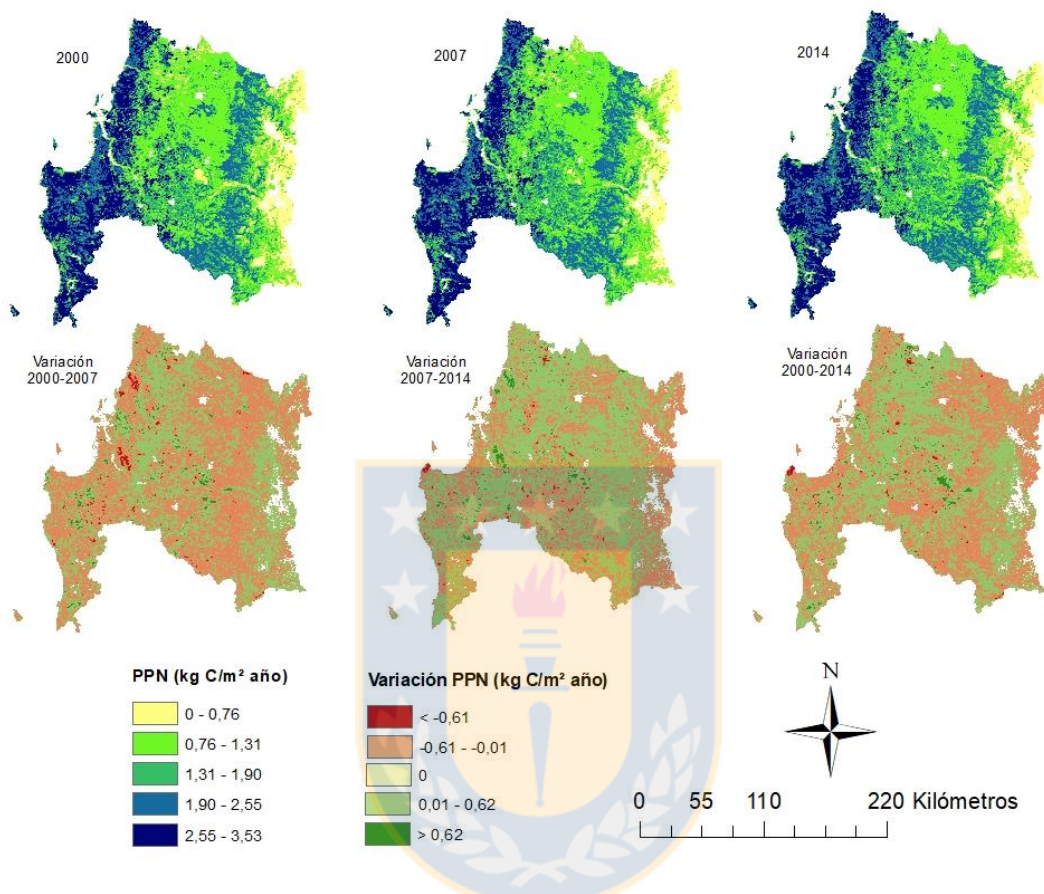 2000
2007
2014
Variación
2000-2007
Variación
2007-2014
Variación
2000-2014
PPN (kg C/m² año)
0 - 0,76
0,76 - 1,31
1,31 - 1,90
1,90 - 2,55
2,55 - 3,53
Variación PPN (kg C/m² año)
< -0,61
-0,61 - -0,01
0
0,01 - 0,62
> 0,62
N
0 55 110 220 Kilómetros